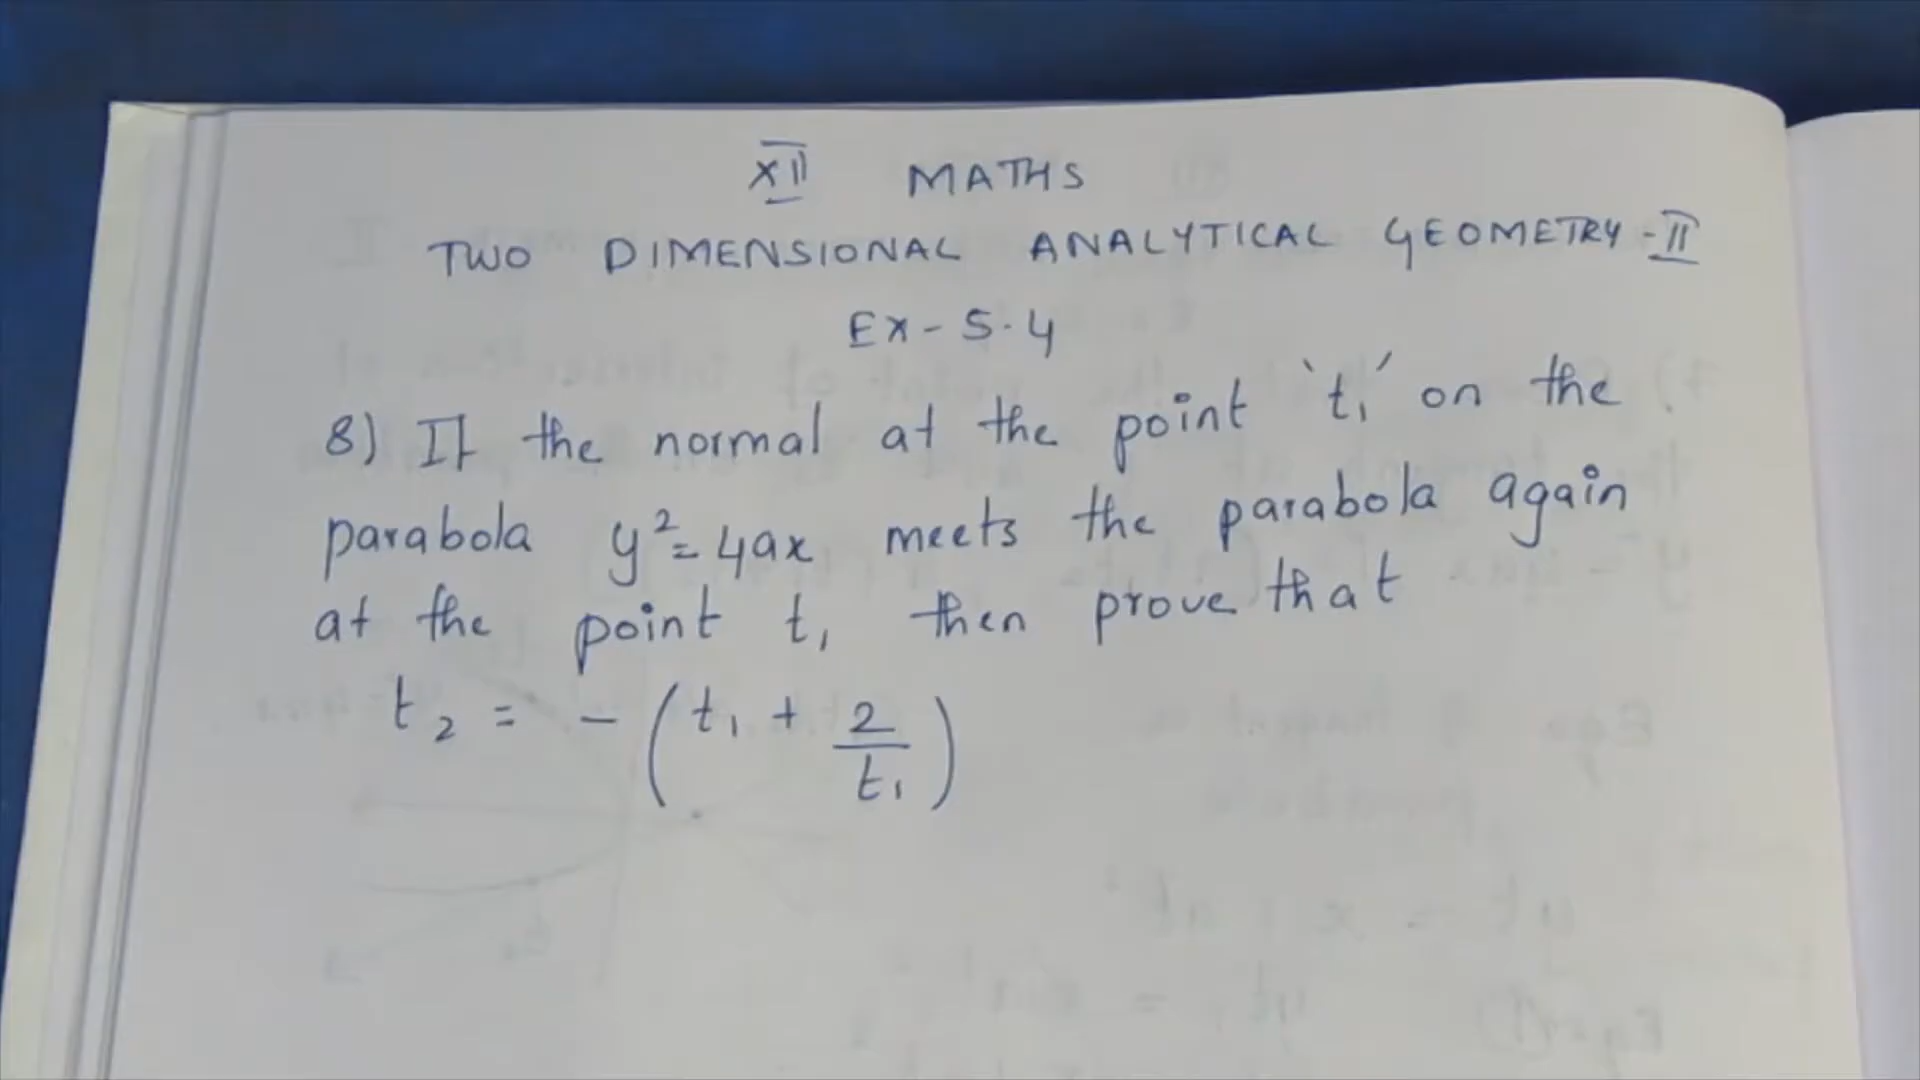 XII MATHS
TWO DIMENSIONAL ANALYTICAL GEOMETRY - II
EX - 5.4
8) If the normal at the point 't₁' on the
parabola y² = 4ax meets the parabola again
at the point t₁ then prove that
t₂ = - (t₁ + 2/t₁)